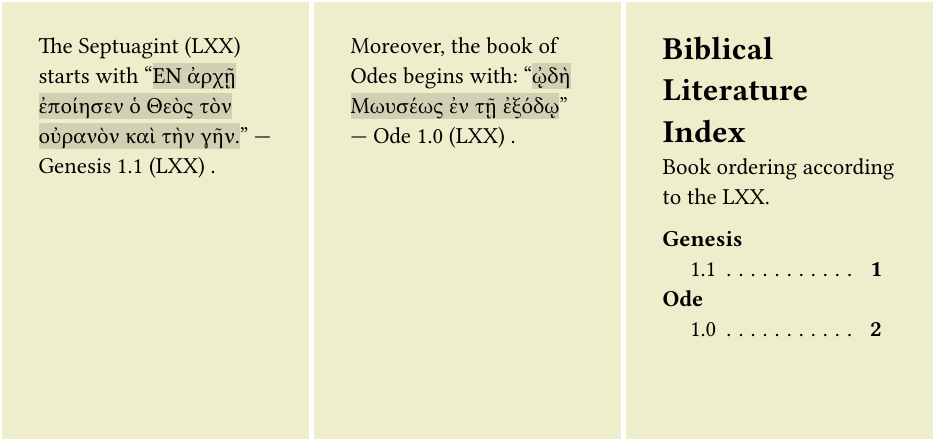 The Septuagint (LXX)
starts with “ΕΝ ἀρχῇ
ἐποίησεν ὁ Θεὸς τὸν
οὐρανὸν καὶ τὴν γῆν.” —
Genesis 1.1 (LXX) .
Moreover, the book of
Odes begins with: “ᾠδὴ
Μωυσέως ἐν τῇ ἐξόδῳ”
— Ode 1.0 (LXX) .
Biblical
Literature
Index
Book ordering according
to the LXX.
Genesis
1.1 . . . . . . . . . . . 1
Ode
1.0 . . . . . . . . . . . 2